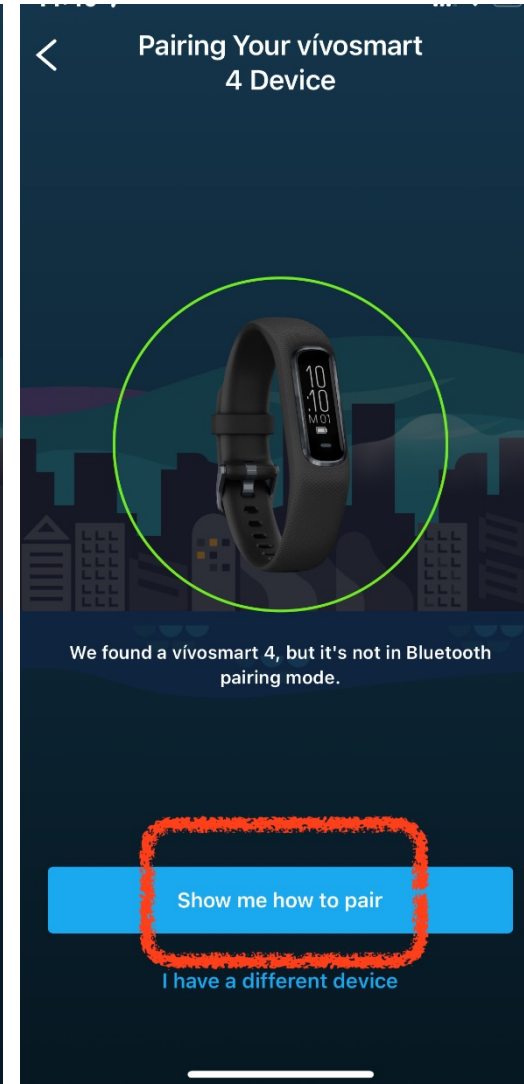 Pairing Your vívosmart
4 Device
10
:10
M 01
We found a vívosmart 4, but it's not in Bluetooth
pairing mode.
Show me how to pair
I have a different device